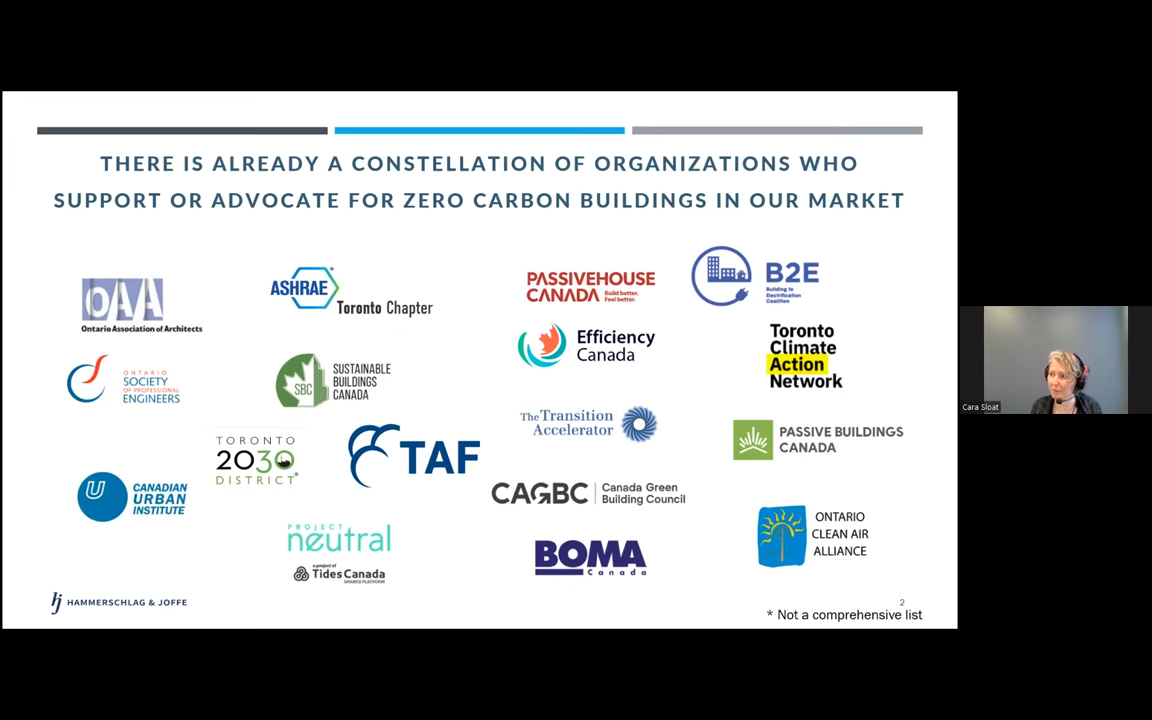 THERE IS ALREADY A CONSTELLATION OF ORGANIZATIONS WHO
SUPPORT OR ADVOCATE FOR ZERO CARBON BUILDINGS IN OUR MARKET
OAA
Ontario Association of Architects
ASHRAE
Toronto Chapter
PASSIVEHOUSE
CANADA
Build better.
Feel better.
B2E
Building to
Electrification
Coalition
ONTARIO
SOCIETY
OF PROFESSIONAL
ENGINEERS
SBC
SUSTAINABLE
BUILDINGS
CANADA
Efficiency
Canada
Toronto
Climate
Action
Network
TORONTO
2030
DISTRICT®
TAF
The Transition
Accelerator
PASSIVE BUILDINGS
CANADA
U
CANADIAN
URBAN
INSTITUTE
CAGBC
Canada Green
Building Council
PROJECT
neutral
a project of
TidesCanada
SHARED PLATFORM
BOMA
Canada
ONTARIO
CLEAN AIR
ALLIANCE
hj HAMMERSCHLAG & JOFFE
2
* Not a comprehensive list
Cara Sloat